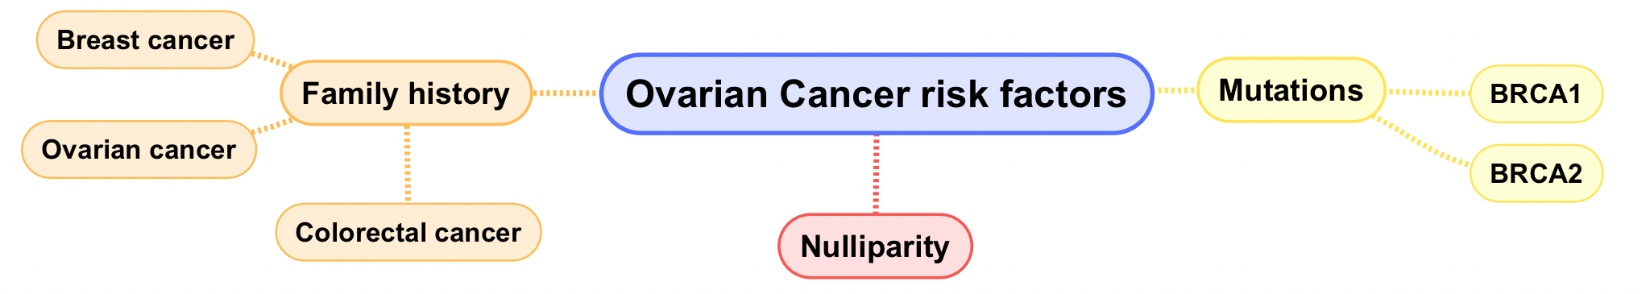 Breast cancer
Family history
Ovarian cancer
Colorectal cancer
Ovarian Cancer risk factors
Nulliparity
Mutations
BRCA1
BRCA2